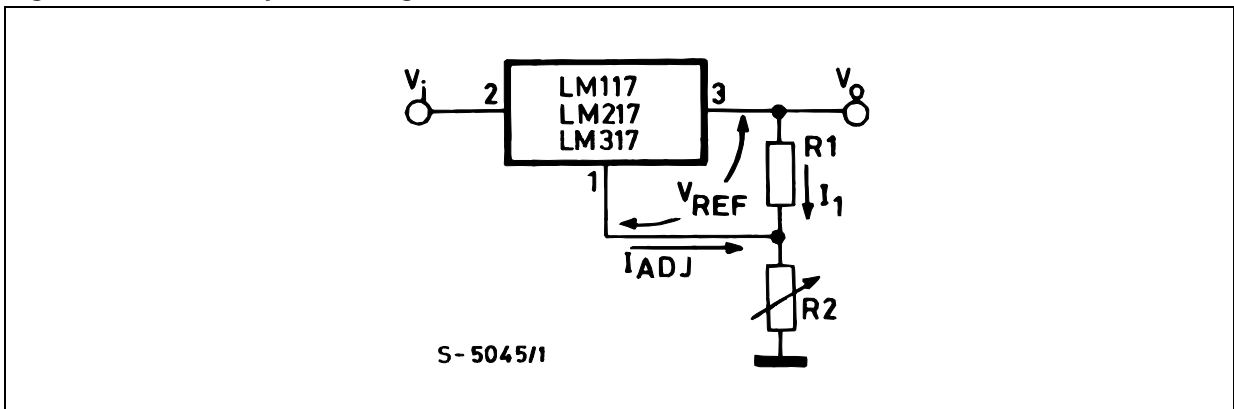 Vi
2
LM117
LM217
LM317
3
VO
1
R1
I1
VREF
IADJ
R2
S-5045/1